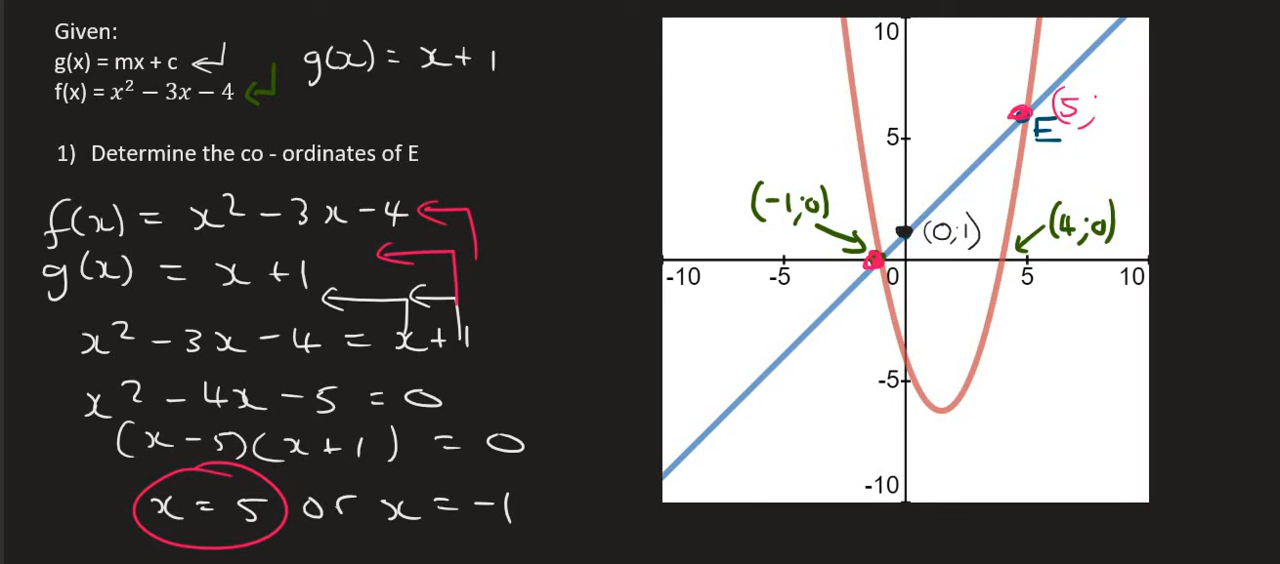 Given:
g(x) = mx + c
f(x) = x² − 3x − 4
g(x) = x + 1
1) Determine the co - ordinates of E
f(x) = x² − 3x − 4
g(x) = x + 1
x² − 3x − 4 = x + 1
x² − 4x − 5 = 0
(x − 5)(x + 1) = 0
x = 5 or x = −1
10
(5;
E
5
(-1;0)
(0;1)
(4;0)
-10 -5 0 5 10
-5
-10